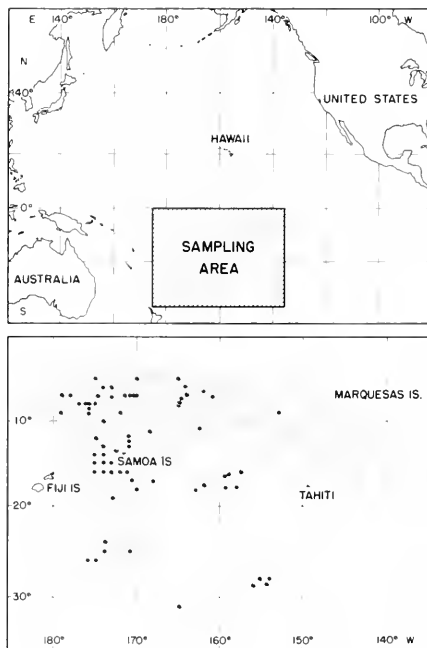 E 180° 140° 100° W
N
140°
UNITED STATES
HAWAII
0°
SAMPLING
AREA
AUSTRALIA
S
MARQUESAS IS.
10°
SAMOA IS
FIJI IS
TAHITI
20°
30°
180° 170° 160° 150° 140° W